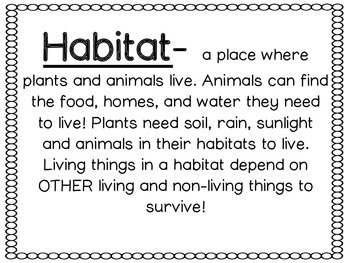 Habitat- a place where
plants and animals live. Animals can find
the food, homes, and water they need
to live! Plants need soil, rain, sunlight
and animals in their habitats to live.
Living things in a habitat depend on
OTHER living and non-living things to
survive!